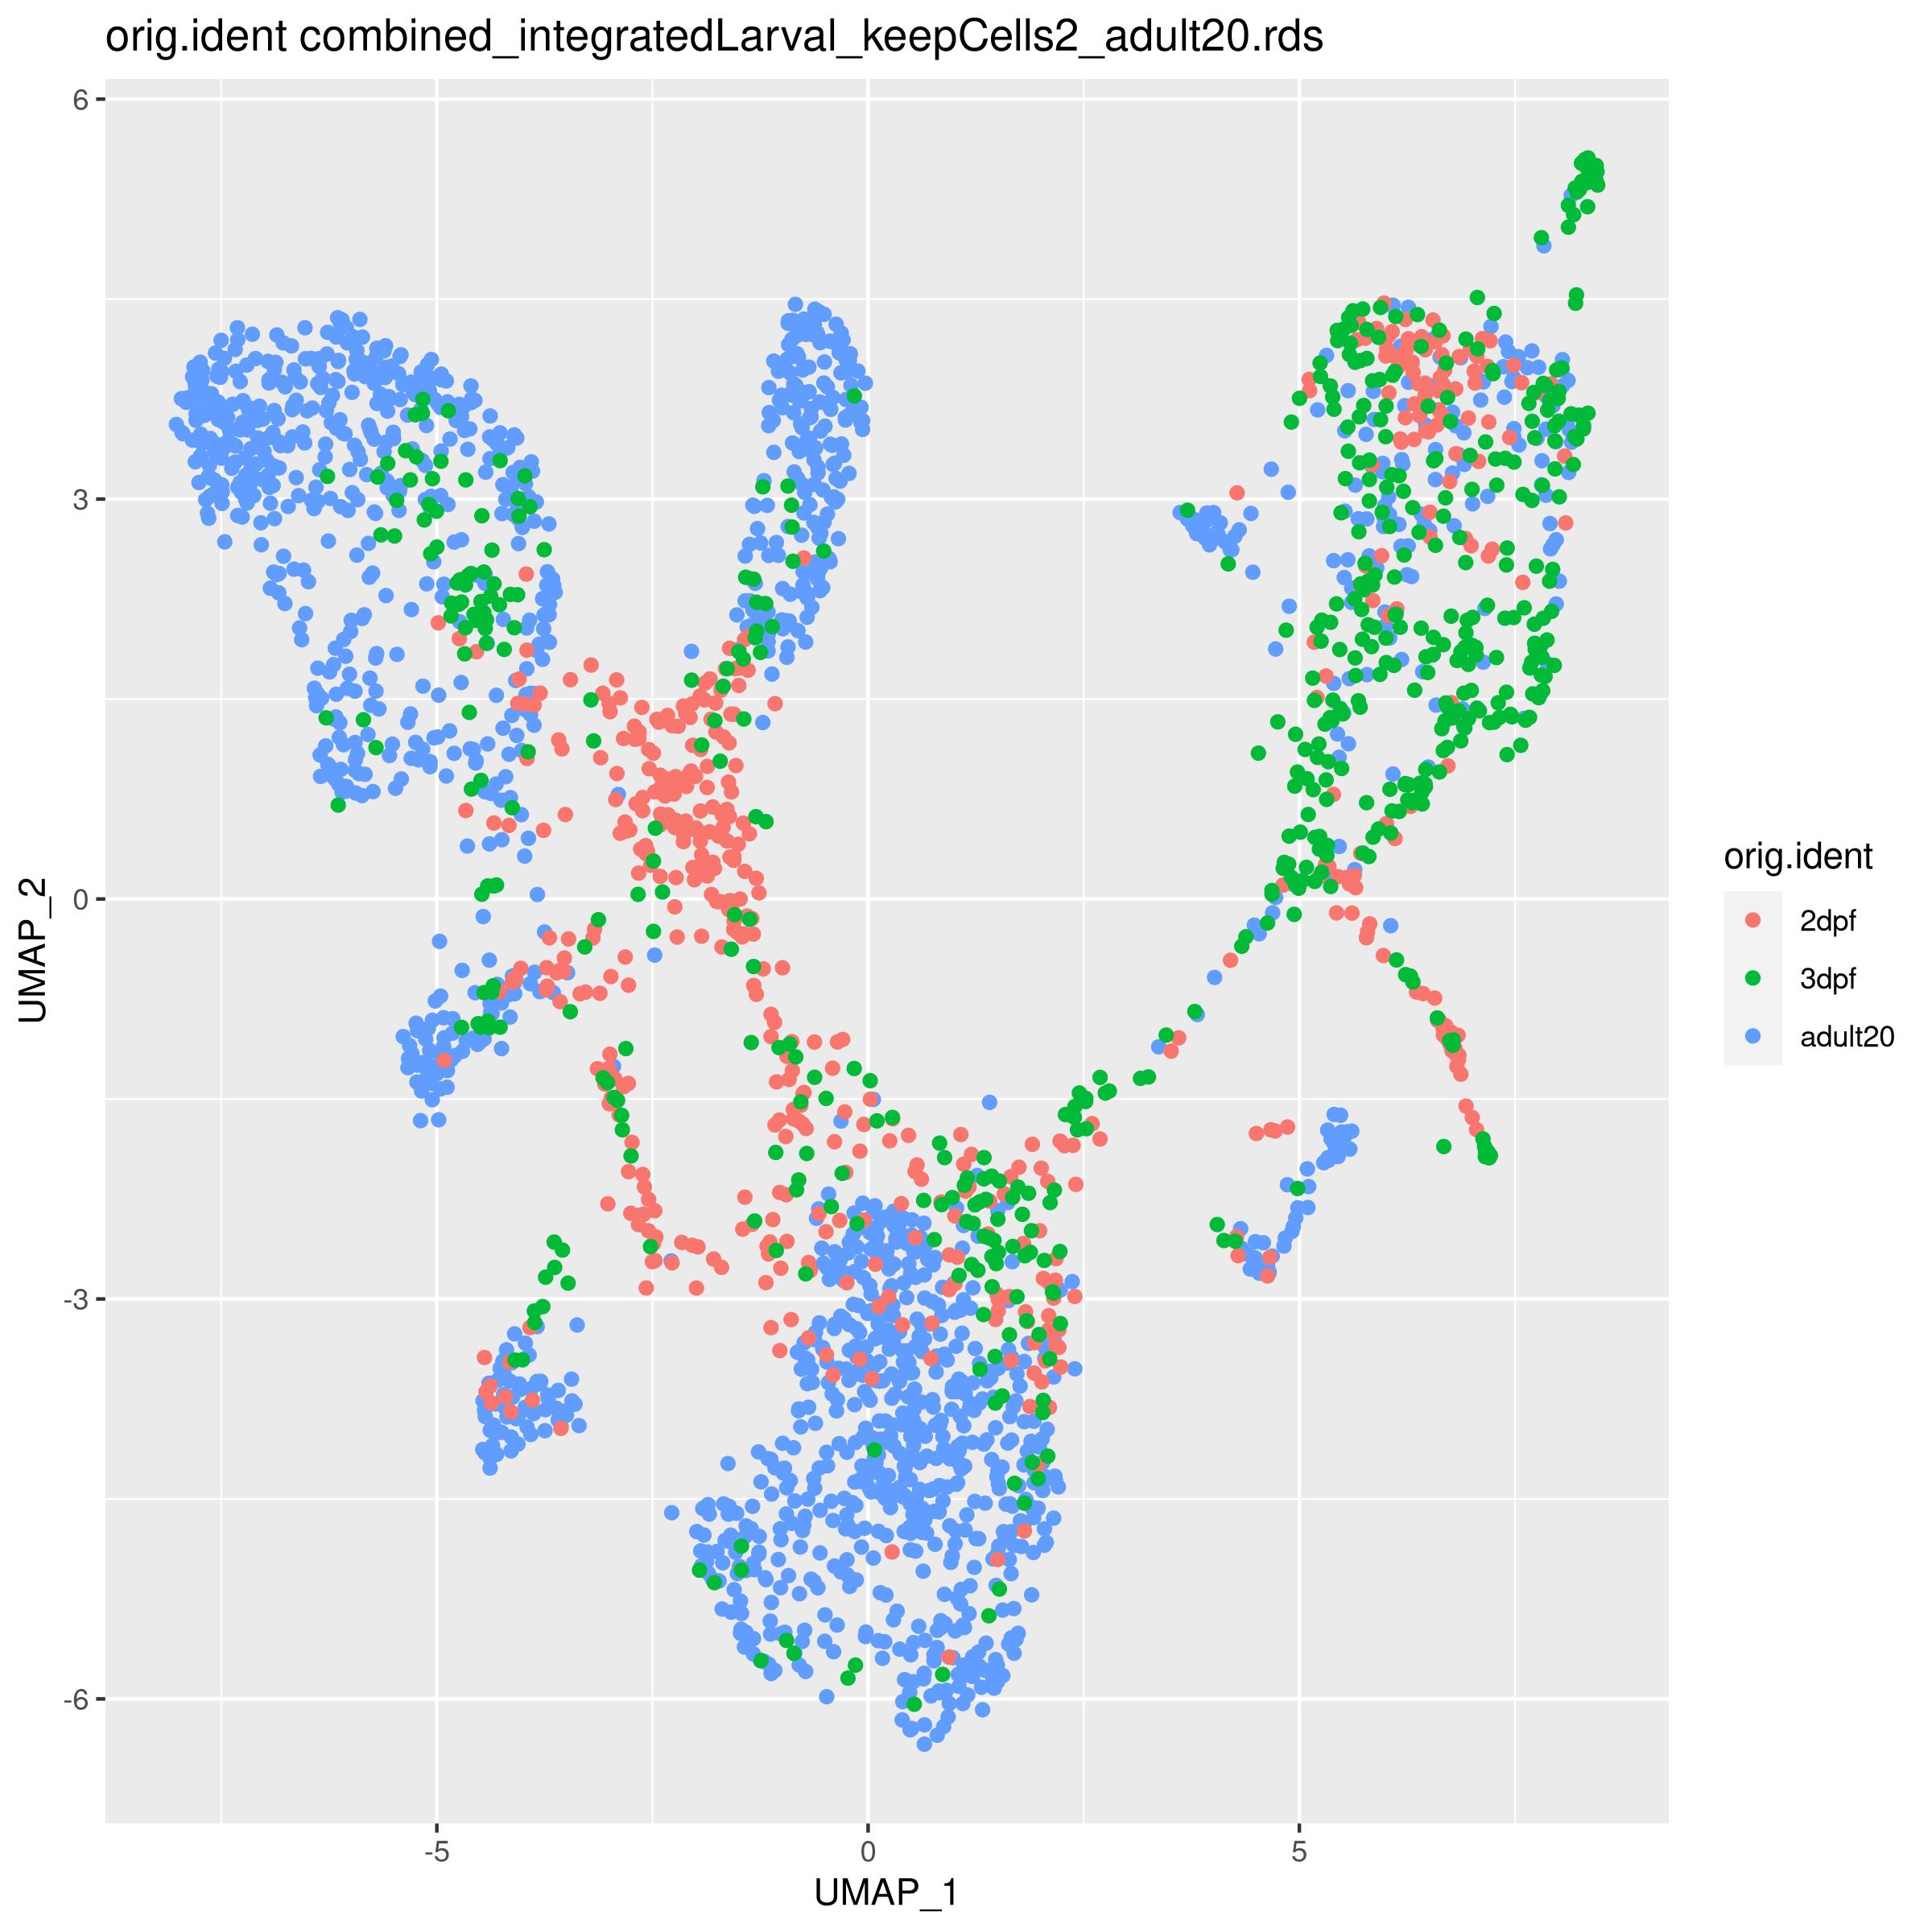 orig.ident combined_integratedLarval_keepCells2_adult20.rds
6
3
0
-3
-6
UMAP_2
-5
0
5
UMAP_1
orig.ident
2dpf
3dpf
adult20